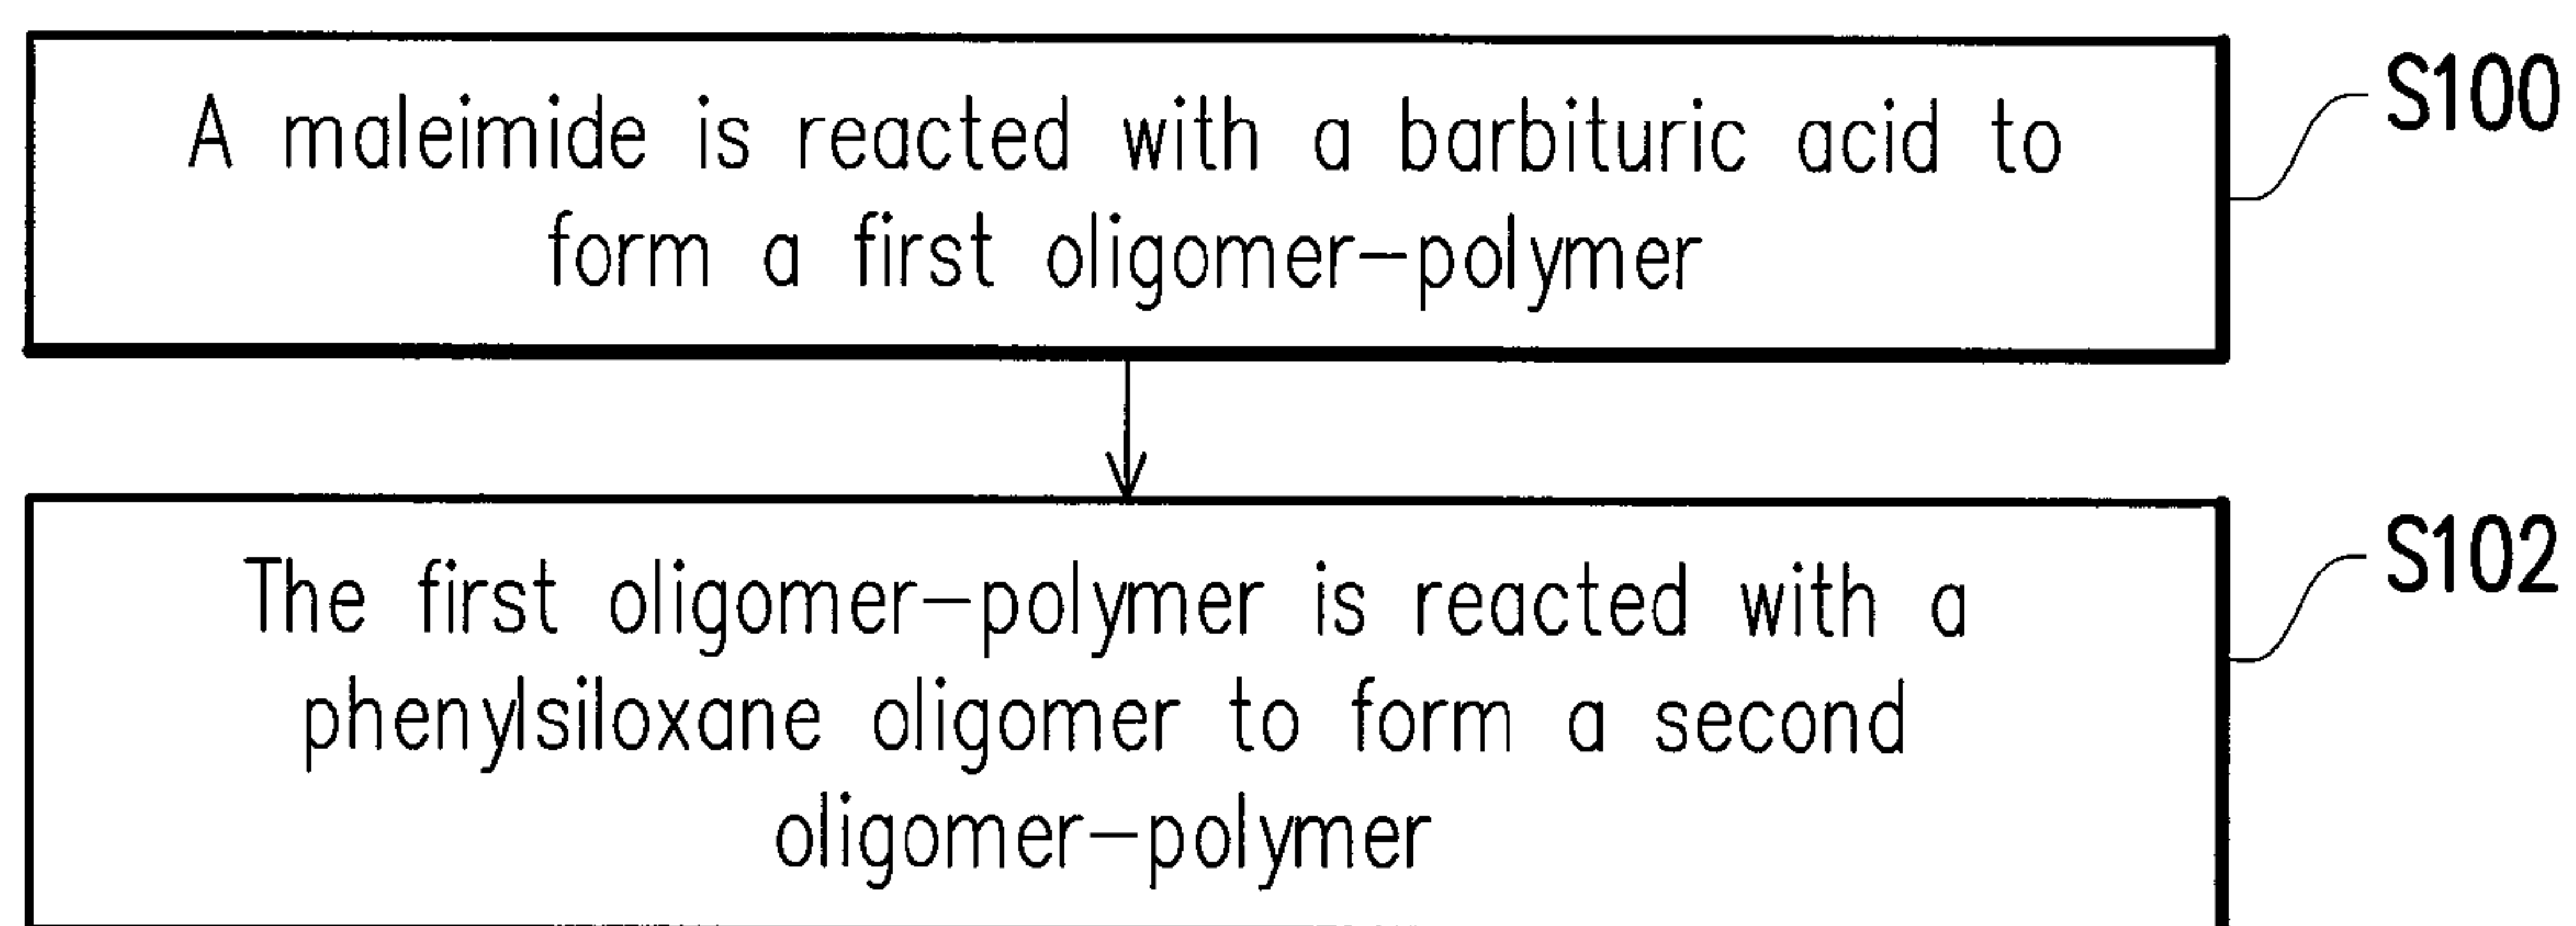 A maleimide is reacted with a barbituric acid to
form a first oligomer-polymer
S100
The first oligomer-polymer is reacted with a
phenylsiloxane oligomer to form a second
oligomer-polymer
S102